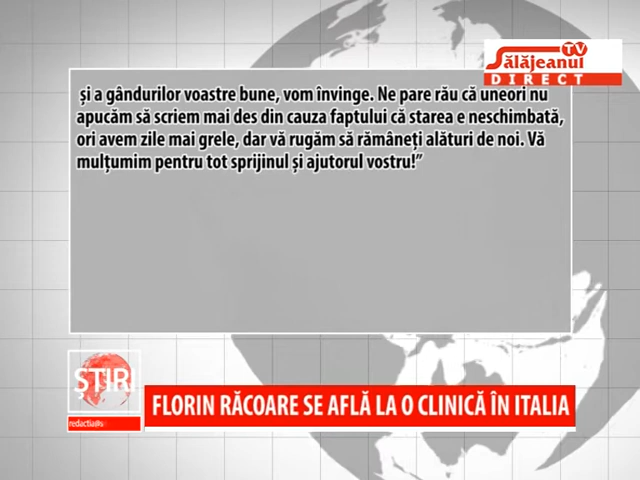 Sălăjeanul TV
DIRECT
și a gândurilor voastre bune, vom învinge. Ne pare rău că uneori nu
apucăm să scriem mai des din cauza faptului că starea e neschimbată,
ori avem zile mai grele, dar vă rugăm să rămâneți alături de noi. Vă
mulțumim pentru tot sprijinul și ajutorul vostru!”
ȘTIRI
redactia@s
FLORIN RĂCOARE SE AFLĂ LA O CLINICĂ ÎN ITALIA